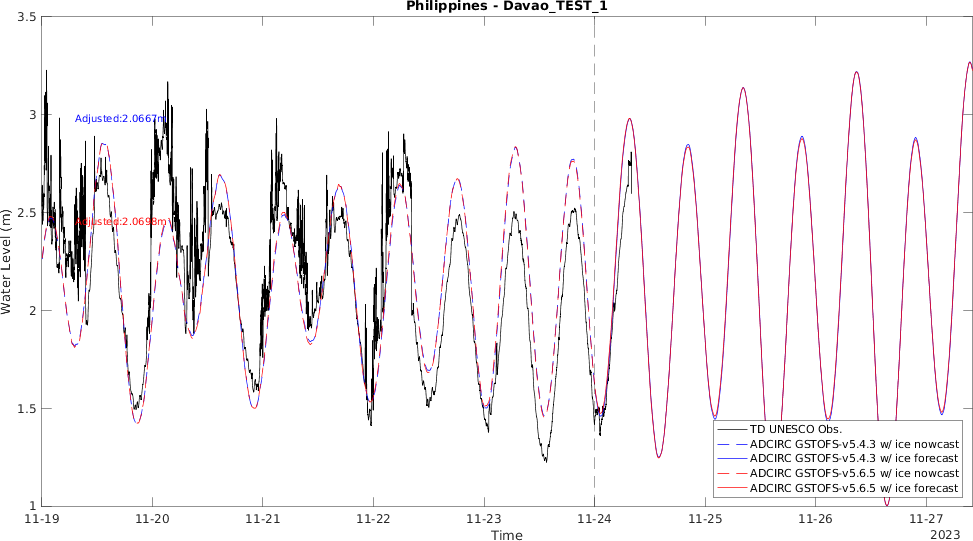 Philippines - Davao_TEST_1
3.5
3
2.5
2
1.5
1
Water Level (m)
Adjusted:2.0667m
Adjusted:2.0698m
TD UNESCO Obs.
ADCIRC GSTOFS-v5.4.3 w/ ice nowcast
ADCIRC GSTOFS-v5.4.3 w/ ice forecast
ADCIRC GSTOFS-v5.6.5 w/ ice nowcast
ADCIRC GSTOFS-v5.6.5 w/ ice forecast
11-19 11-20 11-21 11-22 11-23 11-24 11-25 11-26 11-27
Time
2023